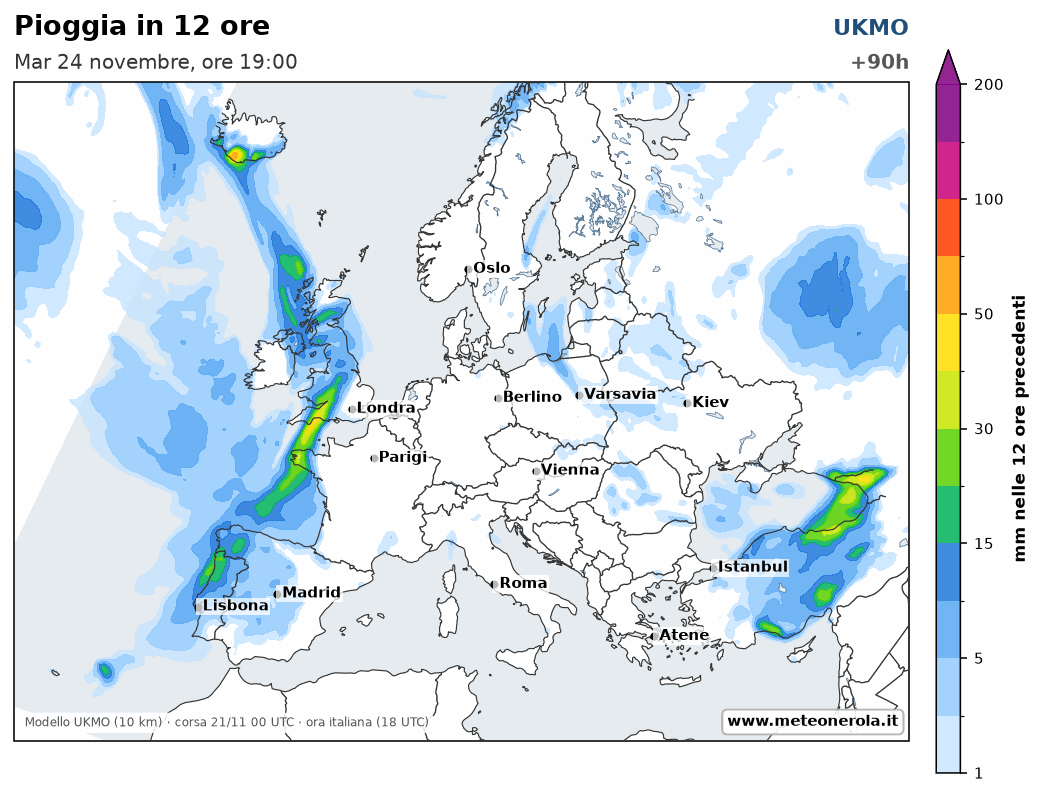 Pioggia in 12 ore
UKMO
Mar 24 novembre, ore 19:00
+90h
200
100
50
30
15
5
1
mm nelle 12 ore precedenti
Oslo
Berlino
Varsavia
Kiev
Londra
Parigi
Vienna
Istanbul
Roma
Madrid
Lisbona
Atene
Modello UKMO (10 km) · corsa 21/11 00 UTC · ora italiana (18 UTC)
www.meteonerola.it